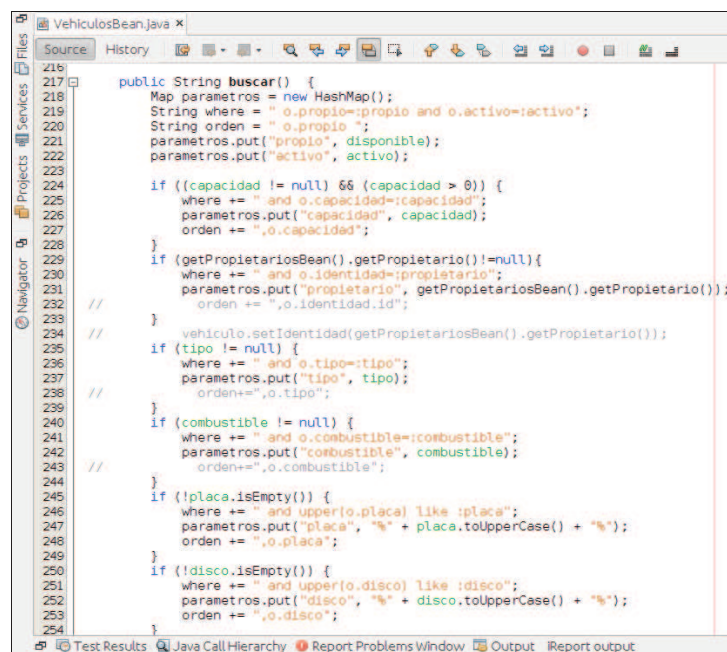 VehiculosBean.java ×
Source History
Files
Services
Projects
Navigator
216
217 public String buscar() {
218 Map parametros = new HashMap();
219 String where = " o.propio=:propio and o.activo=:activo";
220 String orden = " o.propio ";
221 parametros.put("propio", disponible);
222 parametros.put("activo", activo);
223
224 if ((capacidad != null) && (capacidad > 0)) {
225 where += " and o.capacidad=:capacidad";
226 parametros.put("capacidad", capacidad);
227 orden += ",o.capacidad";
228 }
229 if (getPropietariosBean().getPropietario()!=null){
230 where += " and o.identidad=:propietario";
231 parametros.put("propietario", getPropietariosBean().getPropietario());
232 // orden += ",o.identidad.id";
233 }
234 // vehiculo.setIdentidad(getPropietariosBean().getPropietario());
235 if (tipo != null) {
236 where += " and o.tipo=:tipo";
237 parametros.put("tipo", tipo);
238 // orden+=",o.tipo";
239 }
240 if (combustible != null) {
241 where += " and o.combustible=:combustible";
242 parametros.put("combustible", combustible);
243 // orden+=",o.combustible";
244 }
245 if (!placa.isEmpty()) {
246 where += " and upper(o.placa) like :placa";
247 parametros.put("placa", "%" + placa.toUpperCase() + "%");
248 orden += ",o.placa";
249 }
250 if (!disco.isEmpty()) {
251 where += " and upper(o.disco) like :disco";
252 parametros.put("disco", "%" + disco.toUpperCase() + "%");
253 orden += ",o.disco";
254 }
Test Results Java Call Hierarchy Report Problems Window Output IReport output